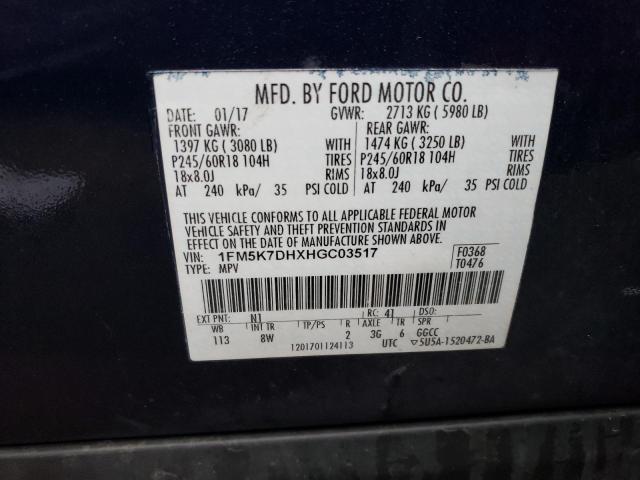 MFD. BY FORD MOTOR CO.
DATE: 01/17 GVWR: 2713 KG ( 5980 LB)
FRONT GAWR: REAR GAWR:
1397 KG ( 3080 LB) WITH 1474 KG ( 3250 LB) WITH
P245/60R18 104H TIRES P245/60R18 104H TIRES
18x8.0J RIMS 18x8.0J RIMS
AT 240 kPa/ 35 PSI COLD AT 240 kPa/ 35 PSI COLD
THIS VEHICLE CONFORMS TO ALL APPLICABLE FEDERAL MOTOR
VEHICLE SAFETY AND THEFT PREVENTION STANDARDS IN
EFFECT ON THE DATE OF MANUFACTURE SHOWN ABOVE.
VIN: 1FM5K7DHXHGC03517 F0368
TYPE: MPV T0476
EXT PNT: N1 RC: 41 DSO:
WB INT TR TP/PS R AXLE TR SPR
113 8W 2 3G 6 GGCC
1201701124113 UTC ▽5U5A-1520472-BA